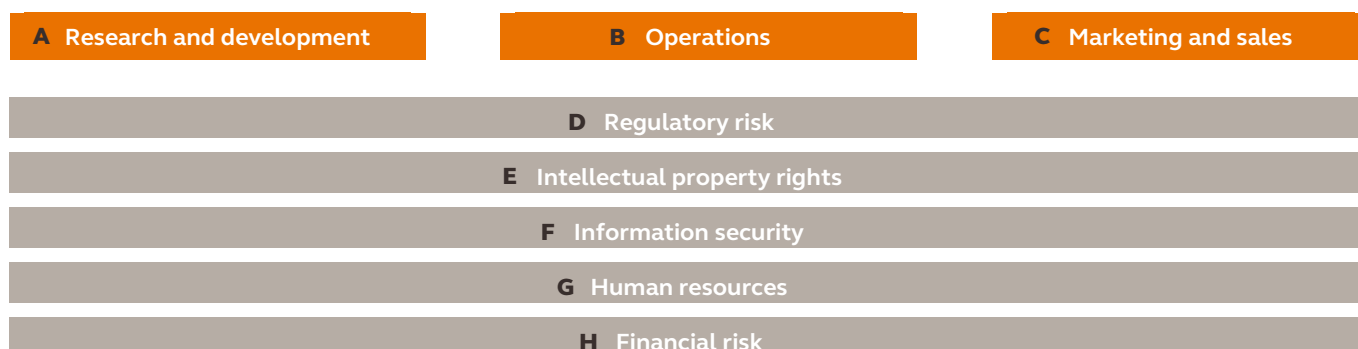 A Research and development
B Operations
C Marketing and sales
D Regulatory risk
E Intellectual property rights
F Information security
G Human resources
H Financial risk